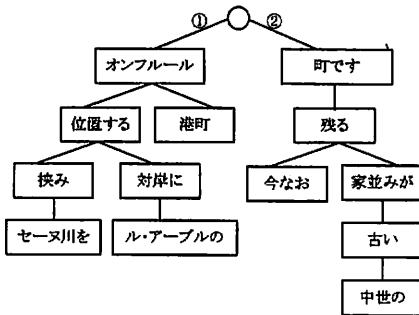 ① ②
オンフルール 町です
位置する 港町 残る
挟み 対岸に 今なお 家並みが
セーヌ川を ル・アーブルの 古い
中世の